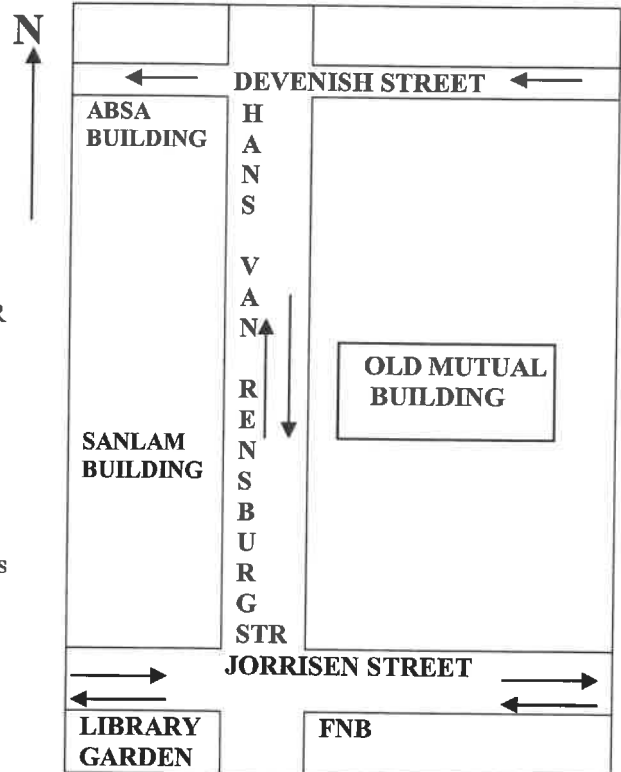 N
DEVENISH STREET
ABSA
BUILDING
HANS VAN RENSBURG STR
R
OLD MUTUAL
BUILDING
SANLAM
BUILDING
s
JORRISEN STREET
LIBRARY
GARDEN
FNB